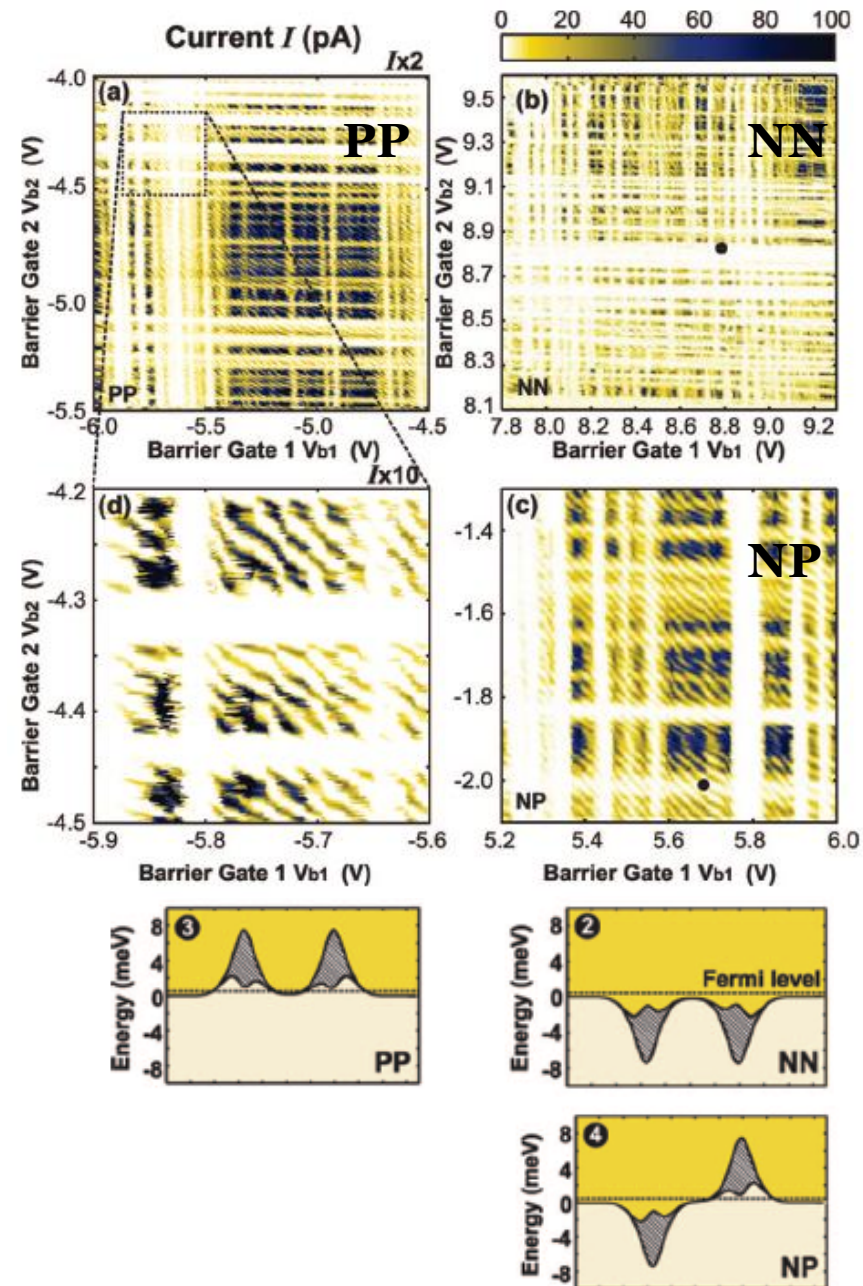 Current I (pA)
0 20 40 60 80 100
Ix2
(a)
PP
-4.0
-4.5
-5.0
-5.5
Barrier Gate 2 Vb2 (V)
PP
-6.0 -5.5 -5.0 -4.5
Barrier Gate 1 Vb1 (V)
(b)
NN
9.5
9.3
9.1
8.9
8.7
8.5
8.3
8.1
Barrier Gate 2 Vb2 (V)
NN
7.8 8.0 8.2 8.4 8.6 8.8 9.0 9.2
Barrier Gate 1 Vb1 (V)
Ix10
(d)
-4.2
-4.3
-4.4
-4.5
Barrier Gate 2 Vb2 (V)
-5.9 -5.8 -5.7 -5.6
Barrier Gate 1 Vb1 (V)
(c)
NP
-1.4
-1.6
-1.8
-2.0
Barrier Gate 2 Vb2 (V)
NP
5.2 5.4 5.6 5.8 6.0
Barrier Gate 1 Vb1 (V)
3
8
4
0
-4
-8
Energy (meV)
PP
2
8
4
0
-4
-8
Energy (meV)
Fermi level
NN
4
8
4
0
-4
-8
Energy (meV)
NP